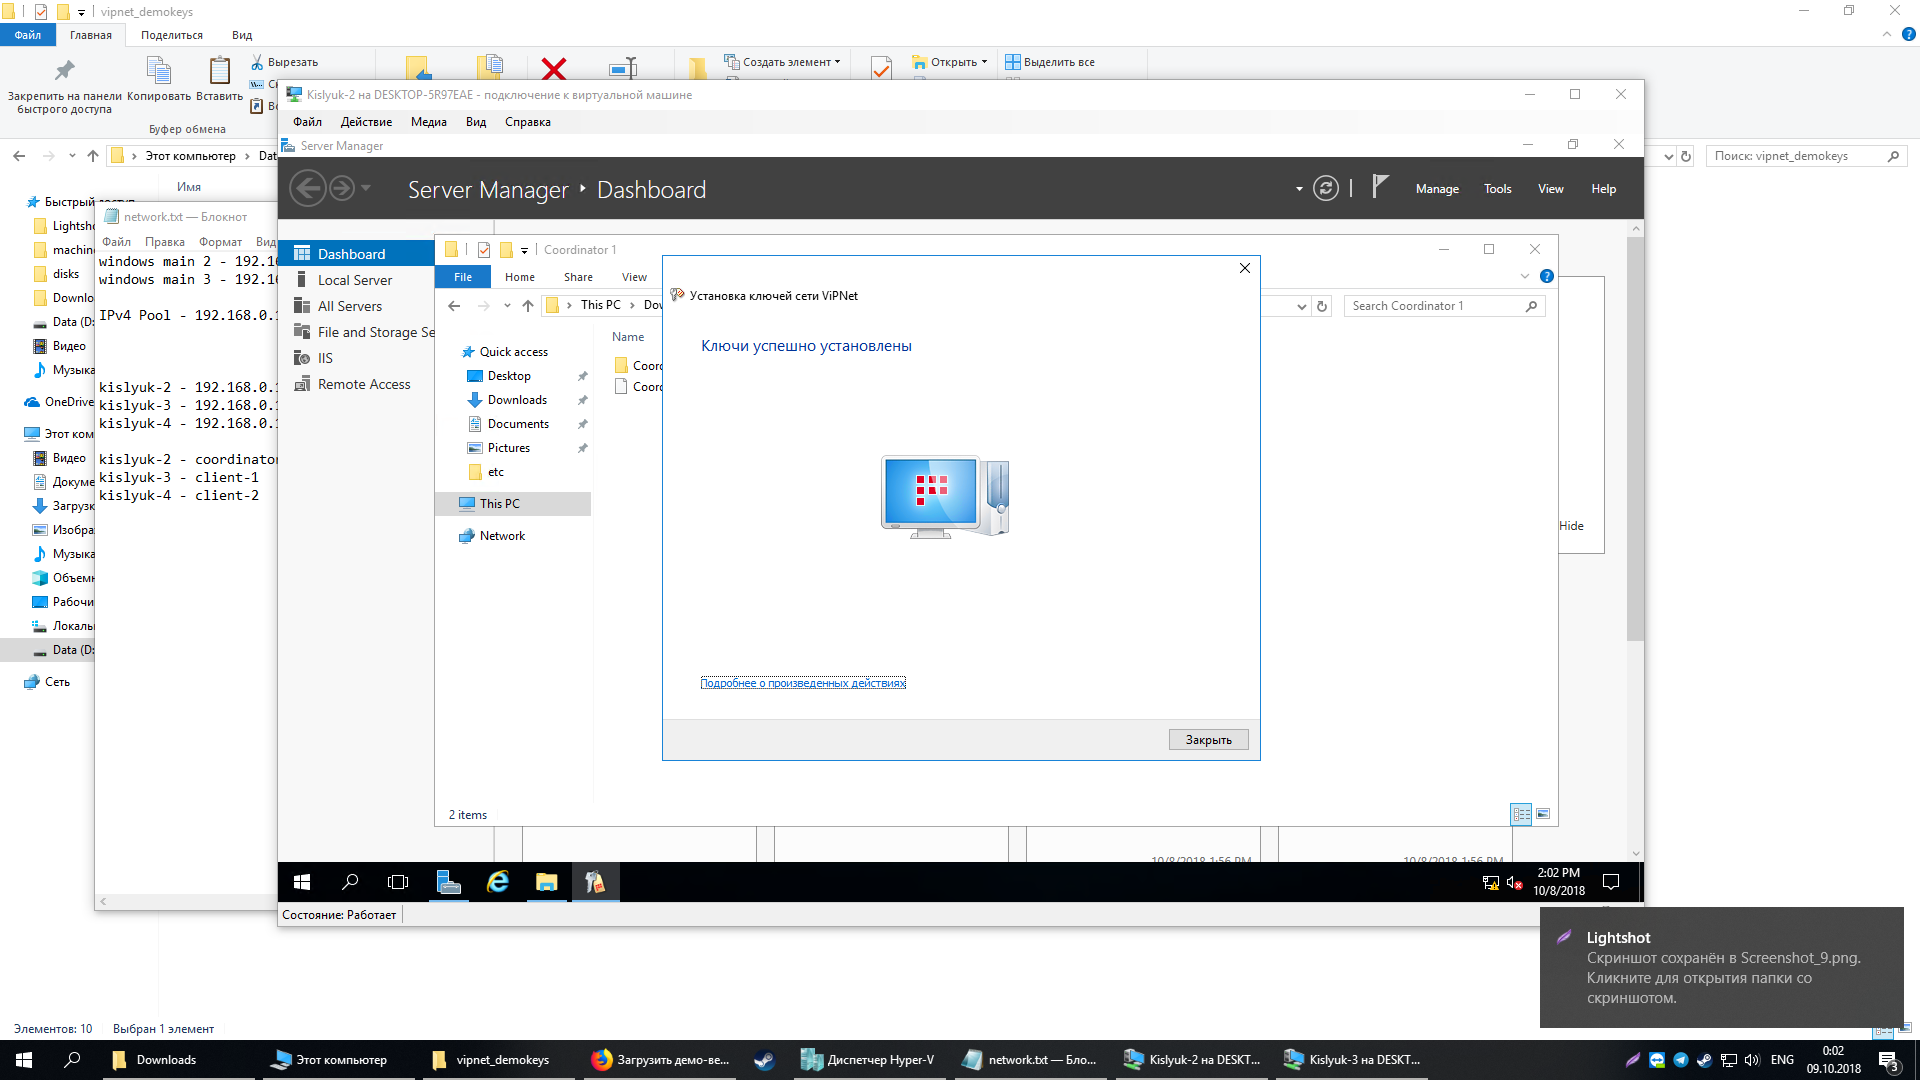 vipnet_demokeys
Файл
Главная
Поделиться
Вид
Закрепить на панели
быстрого доступа
Копировать
Вставить
Вырезать
Буфер обмена
Создать элемент
Открыть
Выделить все
Этот компьютер
Поиск: vipnet_demokeys
Имя
Быстрый доступ
Lightsho
machin
disks
Downlo
Data (D:
Видео
Музыка
OneDrive
Этот ком
Видео
Докуме
Загрузк
Изобра
Музыка
Объемн
Рабочи
Локаль
Data (D:
Сеть
Элементов: 10
Выбран 1 элемент
network.txt — Блокнот
Файл
Правка
Формат
Вид
windows main 2 - 192.16
windows main 3 - 192.16
IPv4 Pool - 192.168.0.1
kislyuk-2 - 192.168.0.1
kislyuk-3 - 192.168.0.1
kislyuk-4 - 192.168.0.1
kislyuk-2 - coordinator
kislyuk-3 - client-1
kislyuk-4 - client-2
Kislyuk-2 на DESKTOP-5R97EAE - подключение к виртуальной машине
Файл
Действие
Медиа
Вид
Справка
Server Manager
Server Manager
Dashboard
Manage
Tools
View
Help
Dashboard
Local Server
All Servers
File and Storage Se
IIS
Remote Access
Hide
Coordinator 1
File
Home
Share
View
This PC
Dow
Search Coordinator 1
Name
Quick access
Desktop
Downloads
Documents
Pictures
etc
This PC
Network
Coord
Coord
2 items
Установка ключей сети ViPNet
Ключи успешно установлены
Подробнее о произведенных действиях
Закрыть
10/8/2018 1:56 PM
10/8/2018 1:56 PM
2:02 PM
10/8/2018
Состояние: Работает
Lightshot
Скриншот сохранён в Screenshot_9.png.
Кликните для открытия папки со
скриншотом.
Downloads
Этот компьютер
vipnet_demokeys
Загрузить демо-ве...
Диспетчер Hyper-V
network.txt — Бло...
Kislyuk-2 на DESKT...
Kislyuk-3 на DESKT...
ENG
0:02
09.10.2018
3